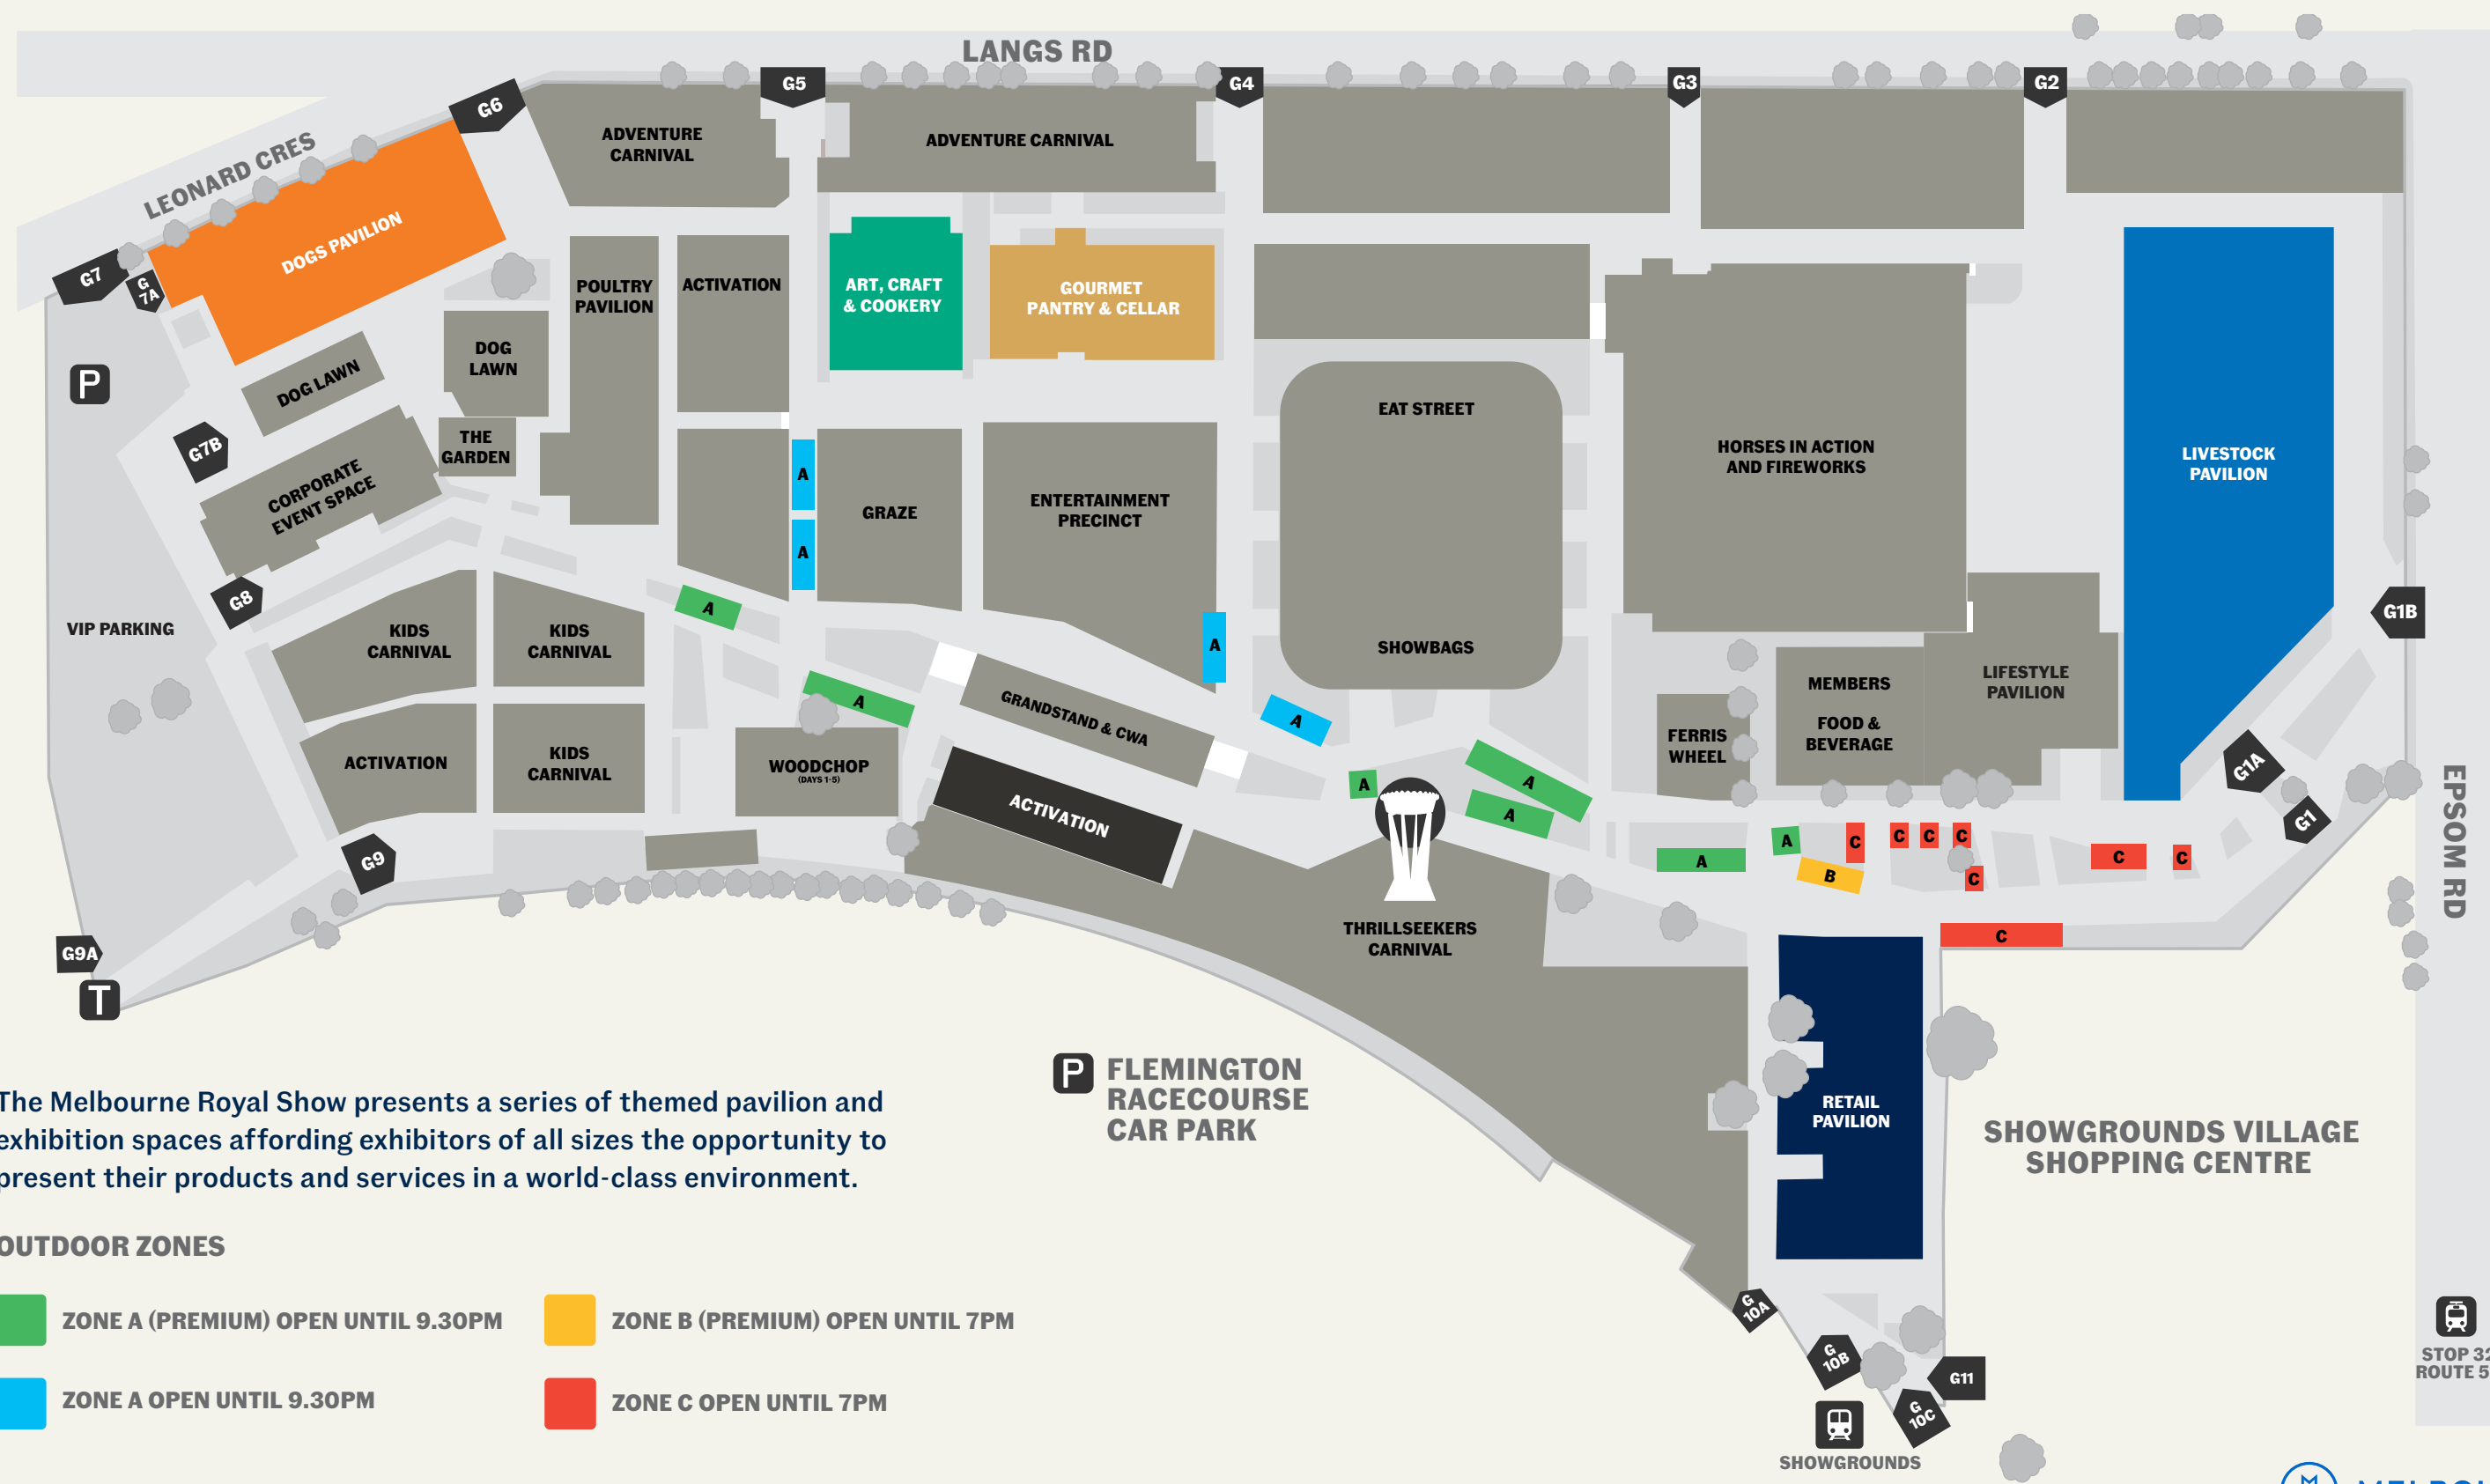 LANGS RD
G5
G4
G3
G2
G6
LEONARD CRES
G7
G
7A
DOGS PAVILION
ADVENTURE
CARNIVAL
ADVENTURE CARNIVAL
POULTRY
PAVILION
ACTIVATION
ART, CRAFT
& COOKERY
GOURMET
PANTRY & CELLAR
P
DOG LAWN
DOG
LAWN
THE
GARDEN
G7B
CORPORATE
EVENT SPACE
EAT STREET
HORSES IN ACTION
AND FIREWORKS
LIVESTOCK
PAVILION
A
A
GRAZE
ENTERTAINMENT
PRECINCT
G8
VIP PARKING
A
KIDS
CARNIVAL
KIDS
CARNIVAL
A
SHOWBAGS
G1B
A
GRANDSTAND & CWA
A
MEMBERS
FOOD &
BEVERAGE
LIFESTYLE
PAVILION
FERRIS
WHEEL
ACTIVATION
KIDS
CARNIVAL
WOODCHOP
(DAYS 1-5)
ACTIVATION
A
A
A
G1A
G1
EPSOM RD
G9
A
A
B
C
C
C
C
C
C
C
C
THRILLSEEKERS
CARNIVAL
G9A
T
P
FLEMINGTON
RACECOURSE
CAR PARK
RETAIL
PAVILION
SHOWGROUNDS VILLAGE
SHOPPING CENTRE
The Melbourne Royal Show presents a series of themed pavilion and
exhibition spaces affording exhibitors of all sizes the opportunity to
present their products and services in a world-class environment.
OUTDOOR ZONES
ZONE A (PREMIUM) OPEN UNTIL 9.30PM
ZONE B (PREMIUM) OPEN UNTIL 7PM
ZONE A OPEN UNTIL 9.30PM
ZONE C OPEN UNTIL 7PM
G
10A
G
10B
G11
G
10C
SHOWGROUNDS
STOP 32
ROUTE 5